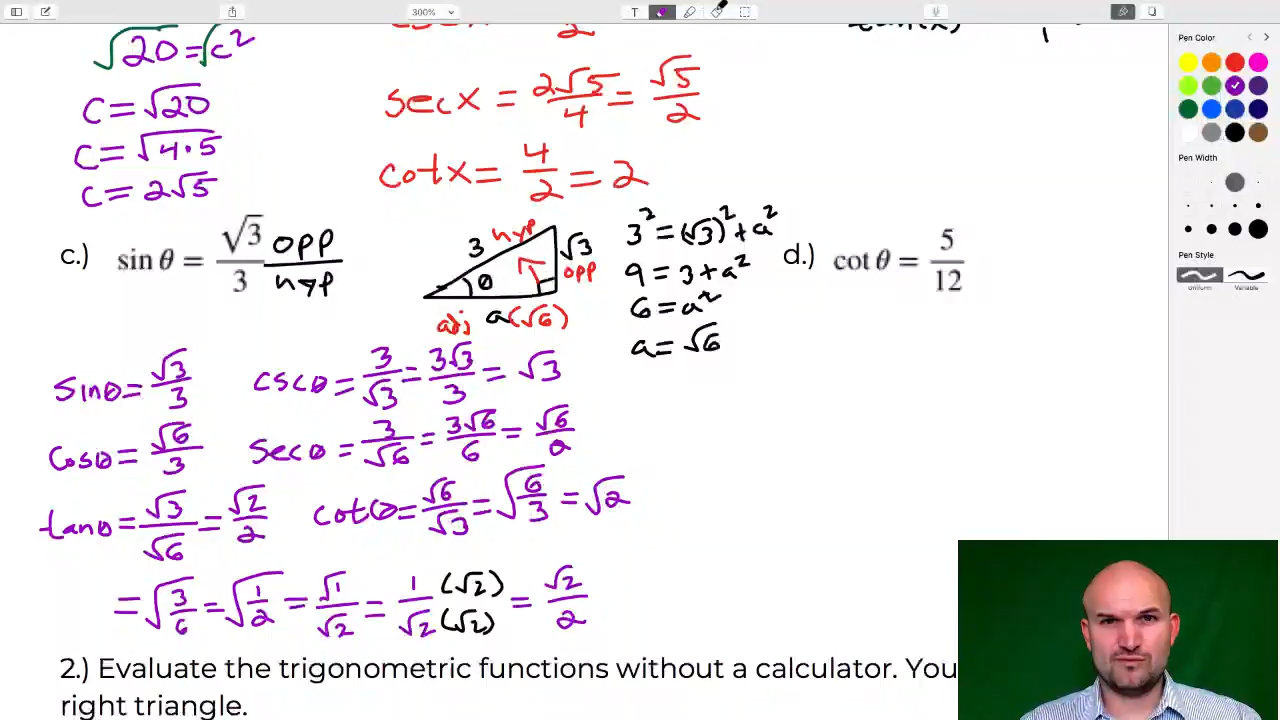 300%
T
√20 = √c²
C = √20
C = √4·5
C = 2√5
sec x = 2√5/4 = √5/2
cot x = 4/2 = 2
c.) sin θ = √3/3 opp/hyp
3 hyp √3 opp θ adj a(√6)
3² = (√3)² + a²
9 = 3 + a²
6 = a²
a = √6
d.) cot θ = 5/12
sinθ = √3/3 cscθ = 3/√3 = 3√3/3 = √3
cosθ = √6/3 secθ = 3/√6 = 3√6/6 = √6/2
tanθ = √3/√6 = √2/2 cotθ = √6/√3 = √6/3 = √2
= √3/6 = √1/2 = √1/√2 = 1/√2 (√2)/(√2) = √2/2
2.) Evaluate the trigonometric functions without a calculator. You
right triangle.
Pen Color
Pen Width
Pen Style
Uniform Variable